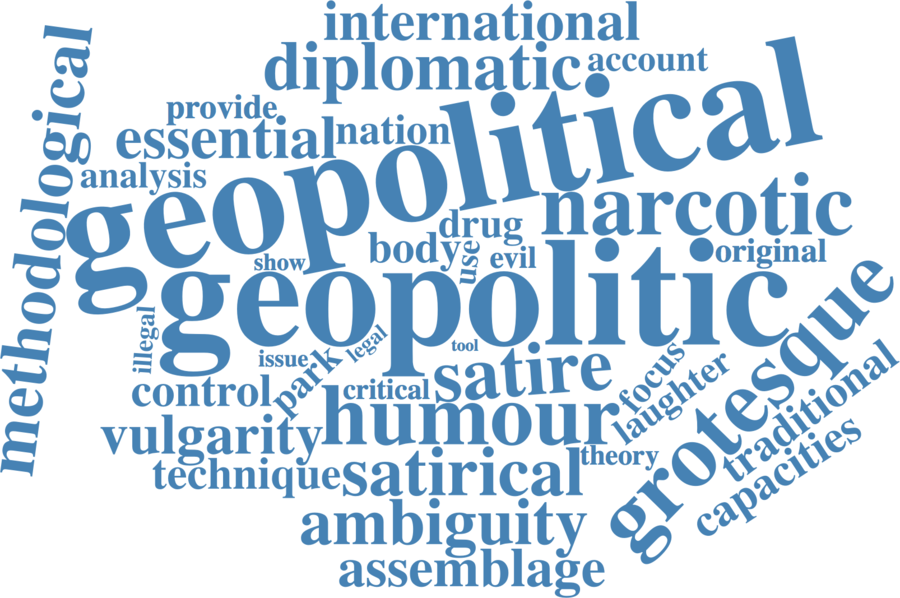 international
diplomatic
account
methodological
provide
essential
nation
geopolitical
analysis
narcotic
drug
body
use
evil
original
show
geopolitic
illegal
issue
park
legal
tool
satire
focus
laughter
grotesque
traditional
capacities
control
critical
humour
vulgarity
theory
technique
satirical
ambiguity
assemblage